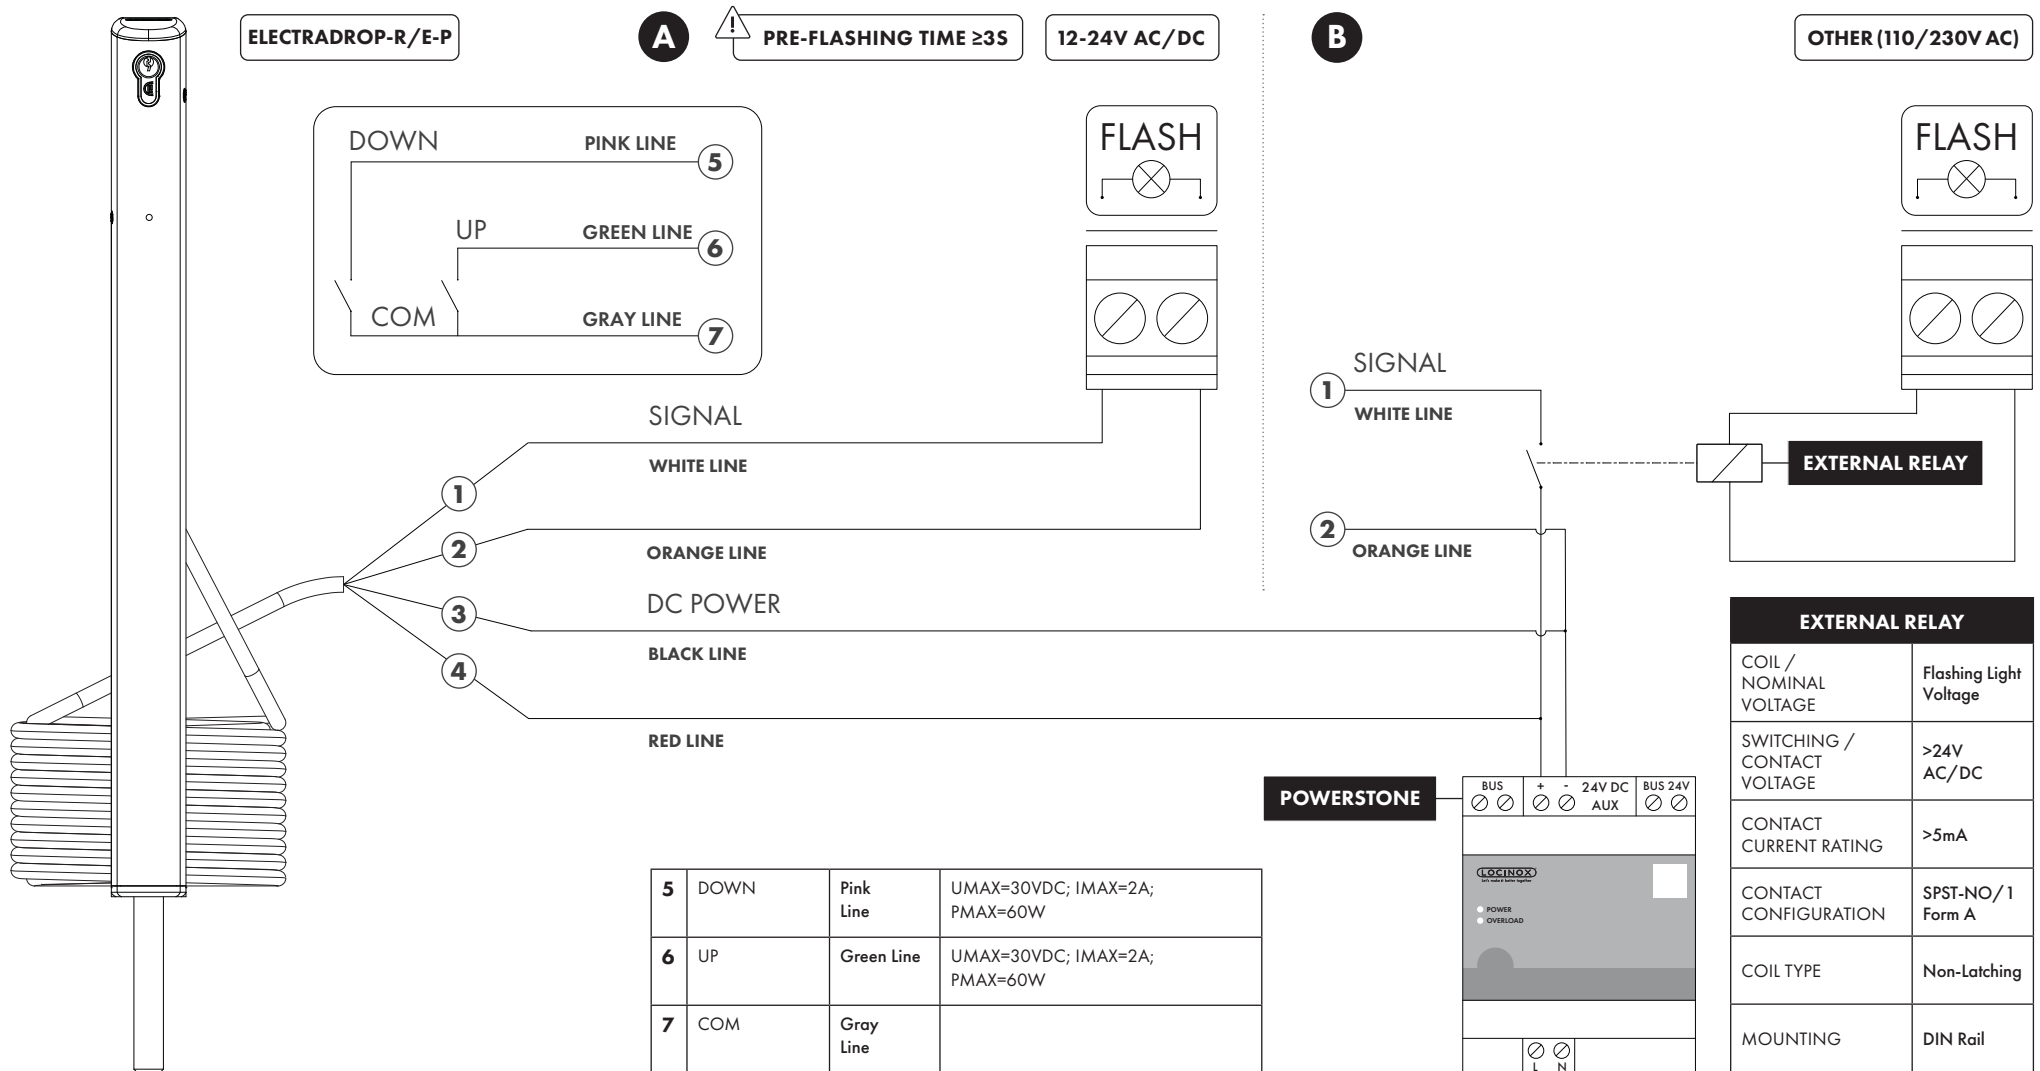 ELECTRADROP-R/E-P
A
PRE-FLASHING TIME ≥3S
12-24V AC/DC
B
OTHER (110/230V AC)
DOWN
PINK LINE
5
UP
GREEN LINE
6
COM
GRAY LINE
7
FLASH
FLASH
SIGNAL
1
WHITE LINE
EXTERNAL RELAY
2
ORANGE LINE
SIGNAL
WHITE LINE
1
2
ORANGE LINE
DC POWER
3
BLACK LINE
4
RED LINE
POWERSTONE
BUS
+ - 24V DC
AUX
BUS 24V
LOCINOX
Let's make it better together
POWER
OVERLOAD
L N
5 DOWN Pink UMAX=30VDC; IMAX=2A;
Line PMAX=60W
6 UP Green Line UMAX=30VDC; IMAX=2A;
PMAX=60W
7 COM Gray
Line
EXTERNAL RELAY
COIL /
NOMINAL
VOLTAGE
Flashing Light
Voltage
SWITCHING /
CONTACT
VOLTAGE
>24V
AC/DC
CONTACT
CURRENT RATING
>5mA
CONTACT
CONFIGURATION
SPST-NO/1
Form A
COIL TYPE
Non-Latching
MOUNTING
DIN Rail